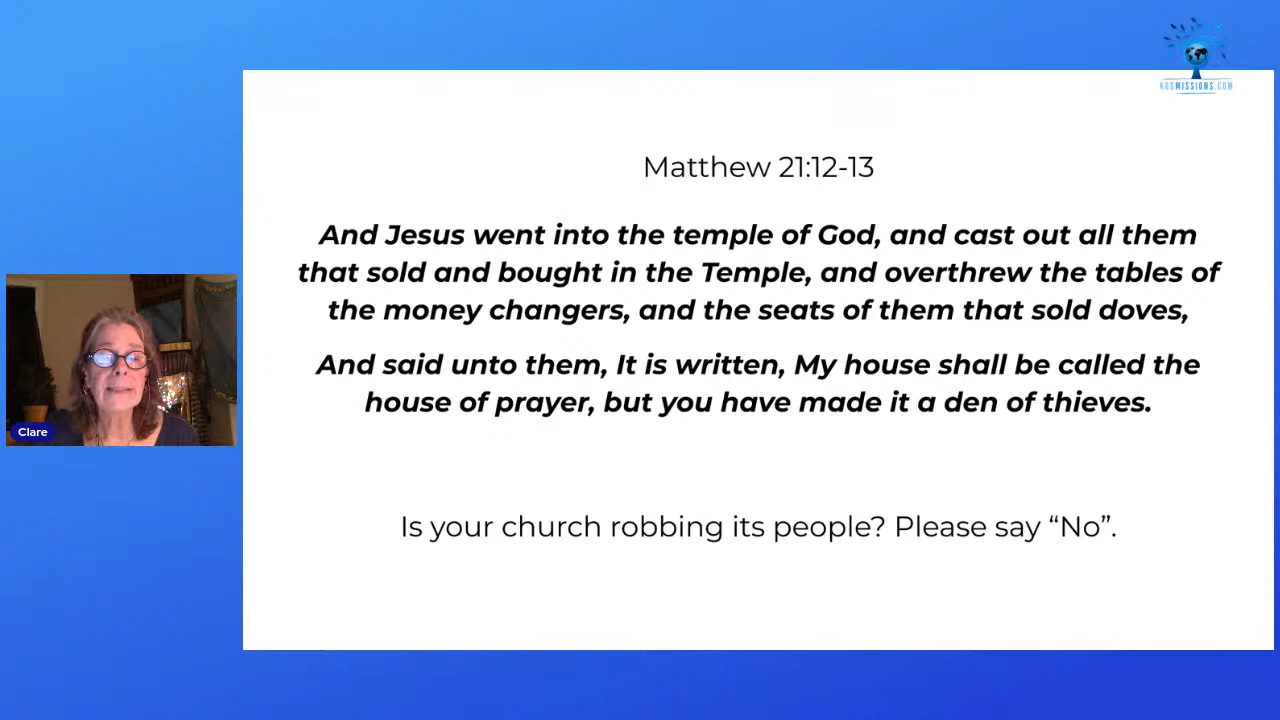 KOGMISSIONS.COM
Matthew 21:12-13
And Jesus went into the temple of God, and cast out all them
that sold and bought in the Temple, and overthrew the tables of
the money changers, and the seats of them that sold doves,
And said unto them, It is written, My house shall be called the
house of prayer, but you have made it a den of thieves.
Clare
Is your church robbing its people? Please say “No”.